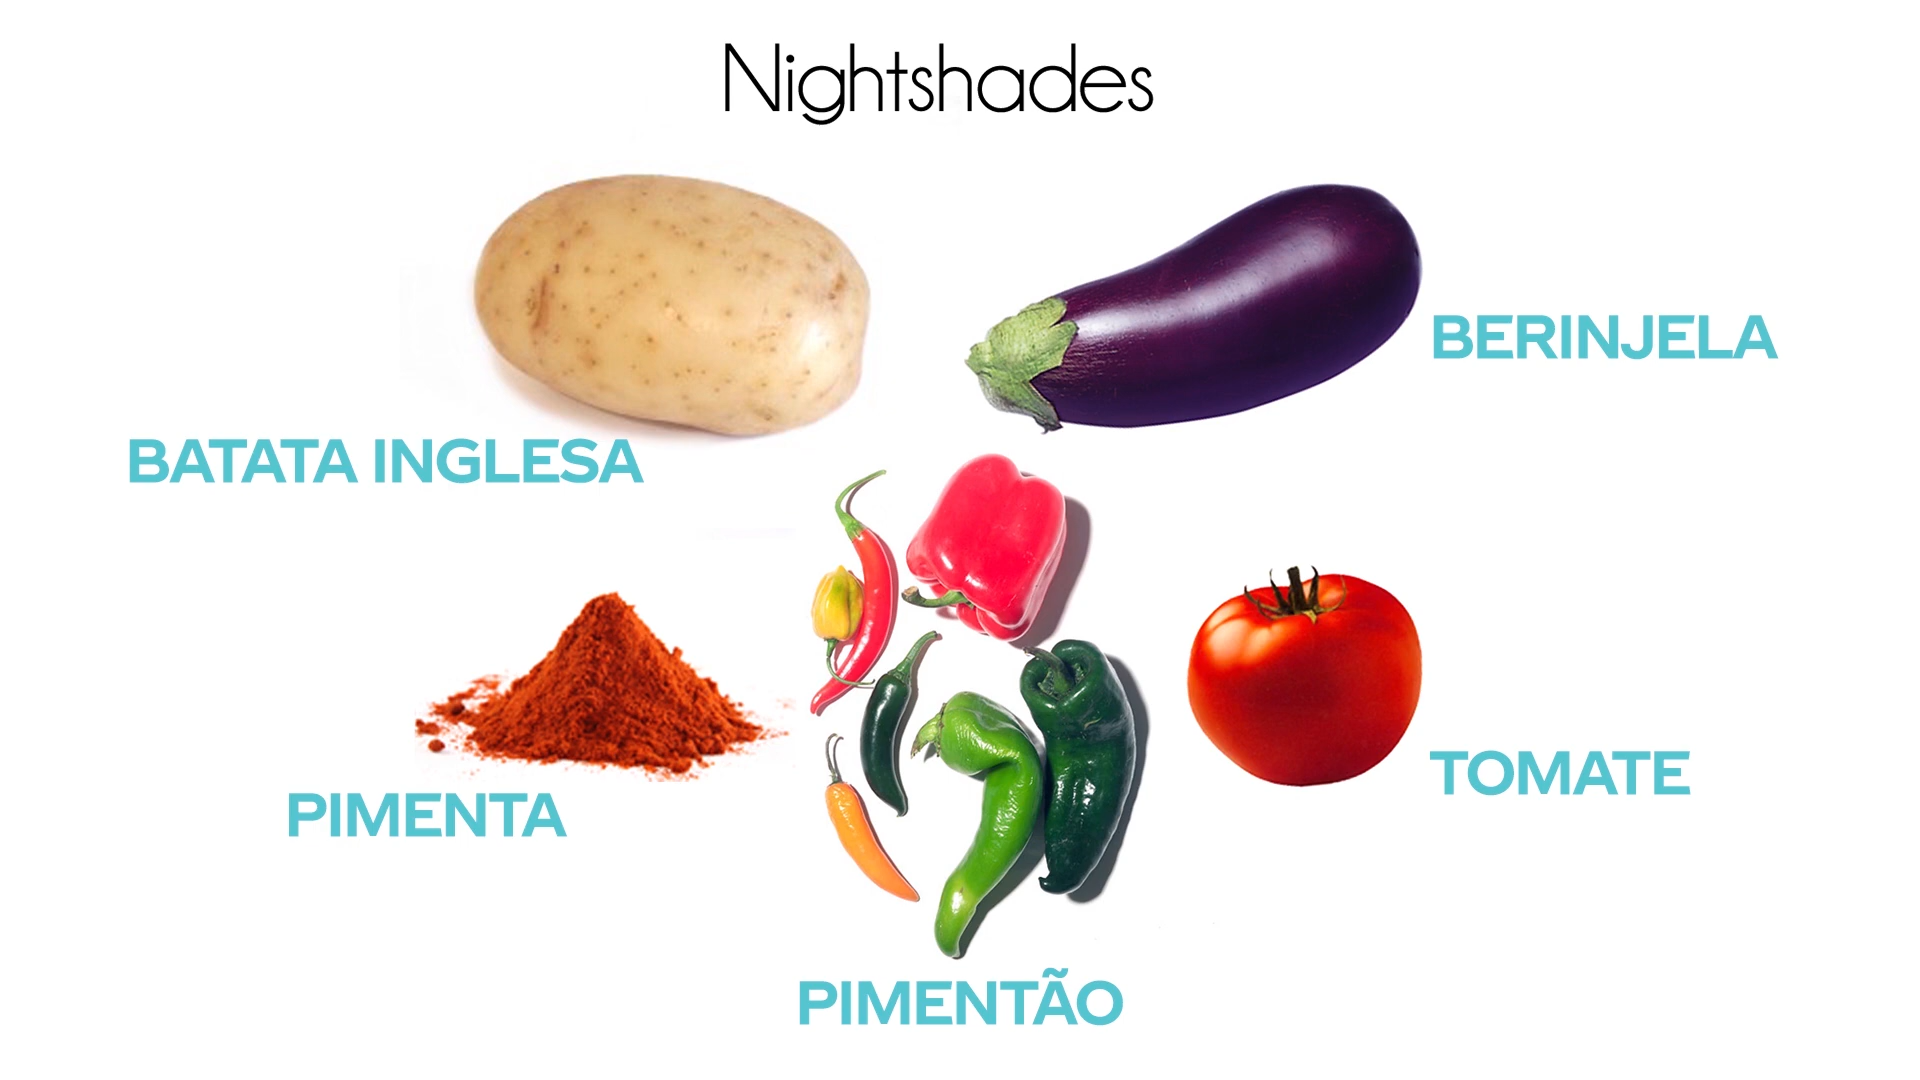 Nightshades
BERINJELA
BATATA INGLESA
TOMATE
PIMENTA
PIMENTÃO